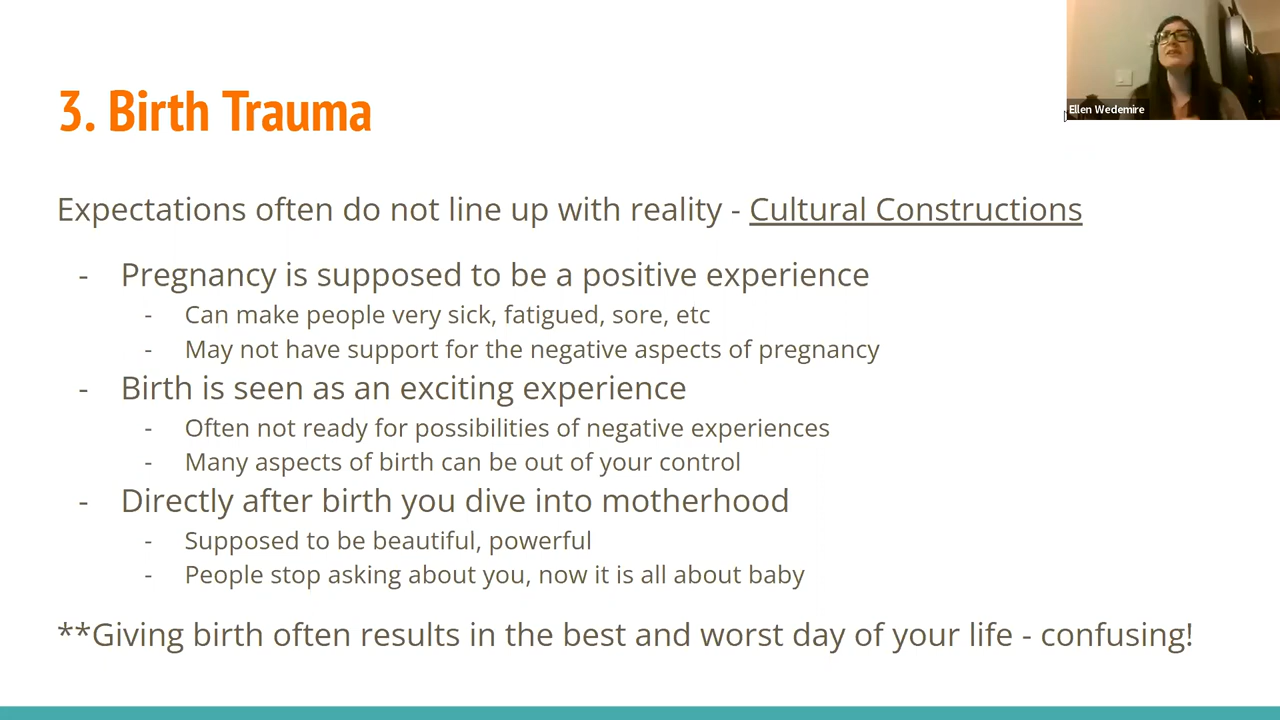 Ellen Wedemire
3. Birth Trauma
Expectations often do not line up with reality - Cultural Constructions
- Pregnancy is supposed to be a positive experience
- Can make people very sick, fatigued, sore, etc
- May not have support for the negative aspects of pregnancy
- Birth is seen as an exciting experience
- Often not ready for possibilities of negative experiences
- Many aspects of birth can be out of your control
- Directly after birth you dive into motherhood
- Supposed to be beautiful, powerful
- People stop asking about you, now it is all about baby
**Giving birth often results in the best and worst day of your life - confusing!